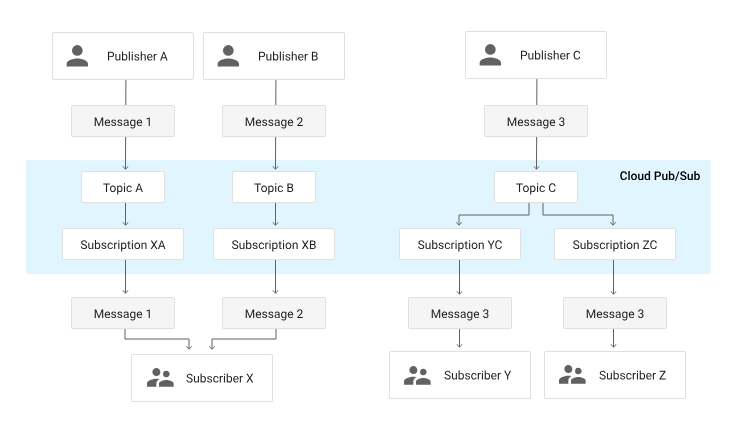 Publisher A
Publisher B
Publisher C
Message 1
Message 2
Message 3
Cloud Pub/Sub
Topic A
Topic B
Topic C
Subscription XA
Subscription XB
Subscription YC
Subscription ZC
Message 1
Message 2
Message 3
Message 3
Subscriber X
Subscriber Y
Subscriber Z